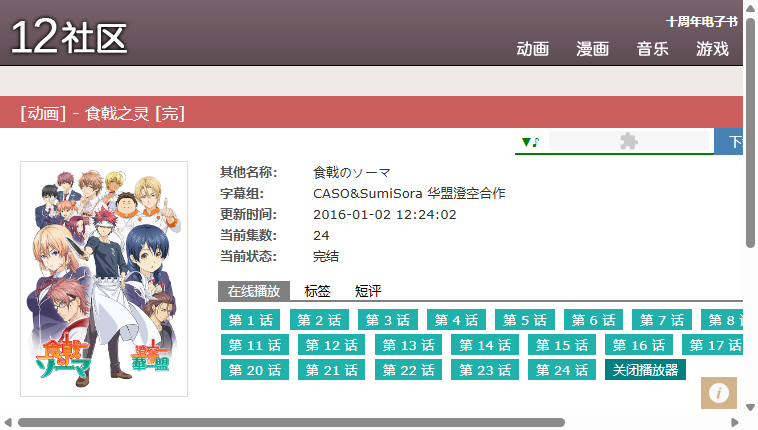 12社区
十周年电子书
动画 漫画 音乐 游戏
[动画] - 食戟之灵 [完]
▼♪
其他名称: 食戟のソーマ
字幕组: CASO&SumiSora 华盟澄空合作
更新时间: 2016-01-02 12:24:02
当前集数: 24
当前状态: 完结
在线播放 标签 短评
第 1 话 第 2 话 第 3 话 第 4 话 第 5 话 第 6 话 第 7 话 第 8
第 11 话 第 12 话 第 13 话 第 14 话 第 15 话 第 16 话 第 17 话
第 20 话 第 21 话 第 22 话 第 23 话 第 24 话 关闭播放器
食戟のソーマ
i